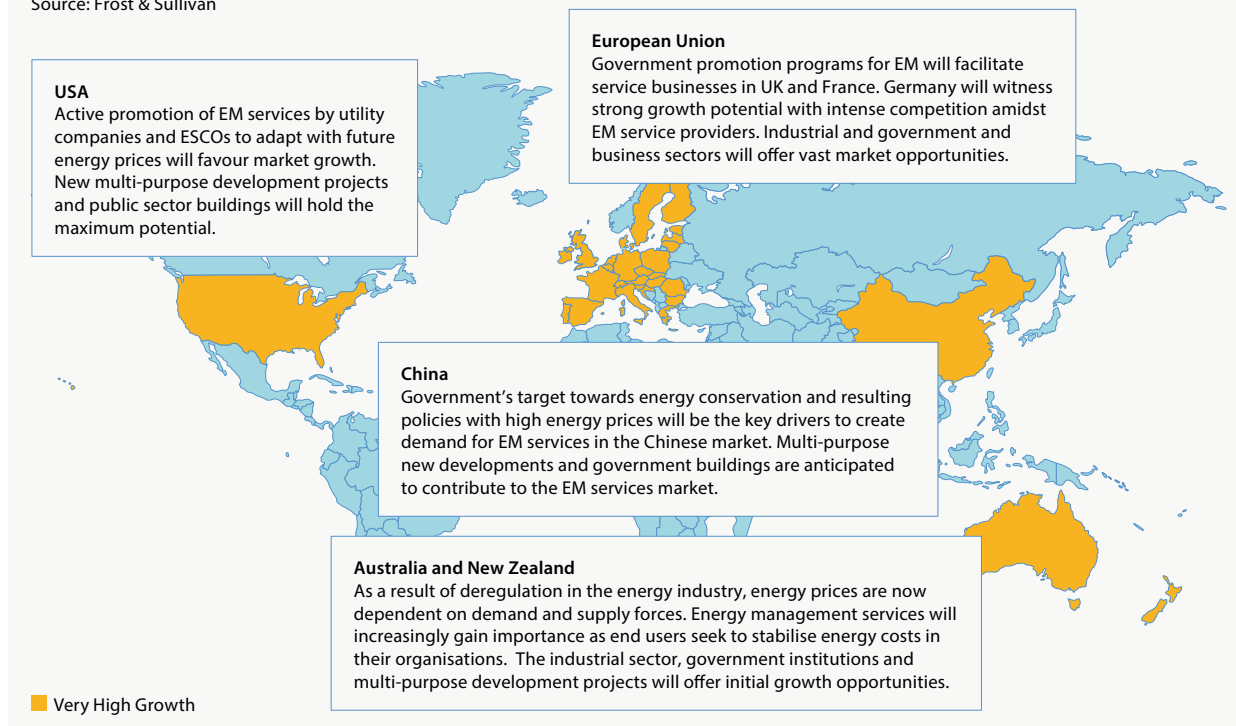 Source: Frost & Sullivan
USA
Active promotion of EM services by utility
companies and ESCOs to adapt with future
energy prices will favour market growth.
New multi-purpose development projects
and public sector buildings will hold the
maximum potential.
European Union
Government promotion programs for EM will facilitate
service businesses in UK and France. Germany will witness
strong growth potential with intense competition amidst
EM service providers. Industrial and government and
business sectors will offer vast market opportunities.
China
Government’s target towards energy conservation and resulting
policies with high energy prices will be the key drivers to create
demand for EM services in the Chinese market. Multi-purpose
new developments and government buildings are anticipated
to contribute to the EM services market.
Australia and New Zealand
As a result of deregulation in the energy industry, energy prices are now
dependent on demand and supply forces. Energy management services will
increasingly gain importance as end users seek to stabilise energy costs in
their organisations.  The industrial sector, government institutions and
multi-purpose development projects will offer initial growth opportunities.
Very High Growth